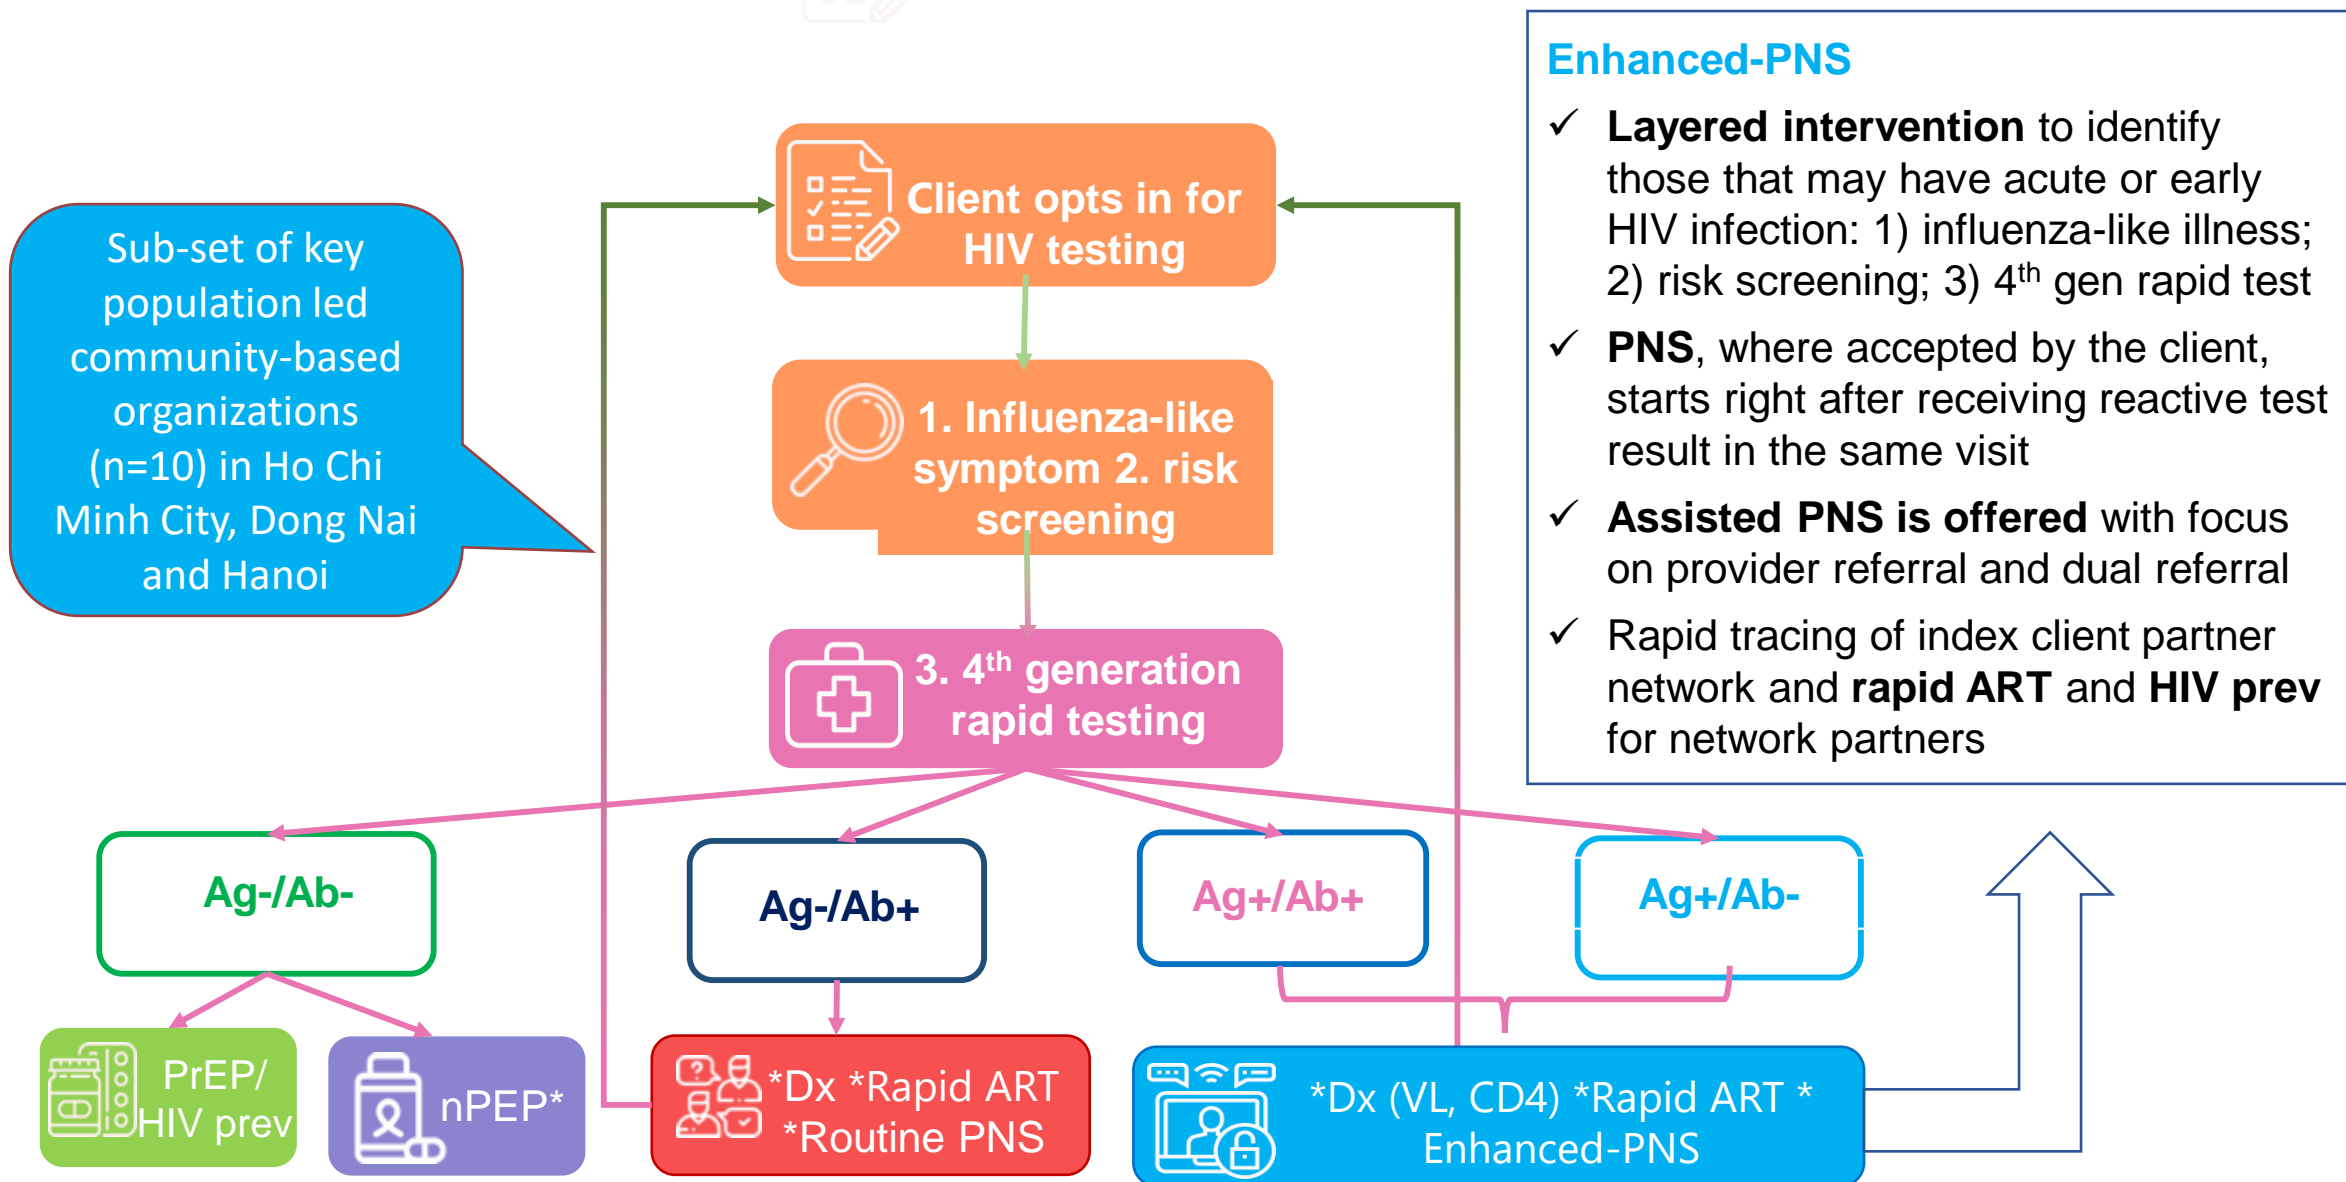 Enhanced-PNS
✓ Layered intervention to identify
those that may have acute or early
HIV infection: 1) influenza-like illness;
2) risk screening; 3) 4th gen rapid test
✓ PNS, where accepted by the client,
starts right after receiving reactive test
result in the same visit
✓ Assisted PNS is offered with focus
on provider referral and dual referral
✓ Rapid tracing of index client partner
network and rapid ART and HIV prev
for network partners
Client opts in for
HIV testing
Sub-set of key
population led
community-based
organizations
(n=10) in Ho Chi
Minh City, Dong Nai
and Hanoi
1. Influenza-like
symptom 2. risk
screening
3. 4th generation
rapid testing
Ag-/Ab-
Ag-/Ab+
Ag+/Ab+
Ag+/Ab-
PrEP/
HIV prev
nPEP*
*Dx *Rapid ART
*Routine PNS
*Dx (VL, CD4) *Rapid ART *
Enhanced-PNS